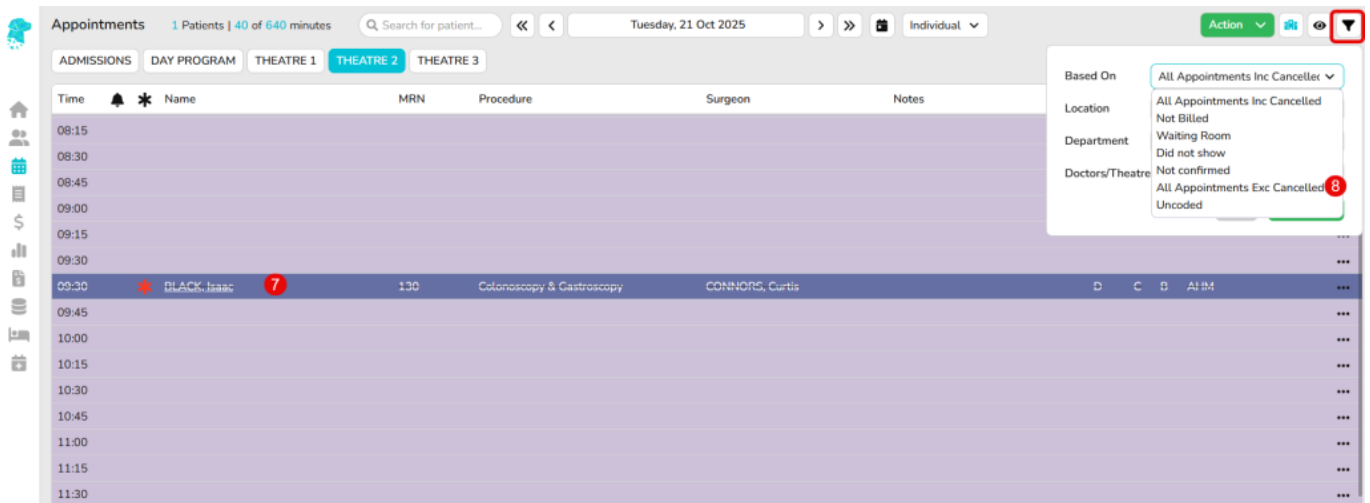 Appointments 1 Patients | 40 of 640 minutes Search for patient... Tuesday, 21 Oct 2025 Individual Action
ADMISSIONS DAY PROGRAM THEATRE 1 THEATRE 2 THEATRE 3
Based On All Appointments Inc Cancelled
Time Name MRN Procedure Surgeon Notes
Location All Appointments Inc Cancelled
Not Billed
08:15
Waiting Room
Department
Did not show
08:30
Not confirmed
Doctors/Theatre
08:45
All Appointments Exc Cancelled 8
Uncoded
09:00
09:15
09:30
09:30 BLACK, Isaac 7 130 Colonoscopy & Gastroscopy CONNORS, Curtis D C B AHM
09:45
10:00
10:15
10:30
10:45
11:00
11:15
11:30